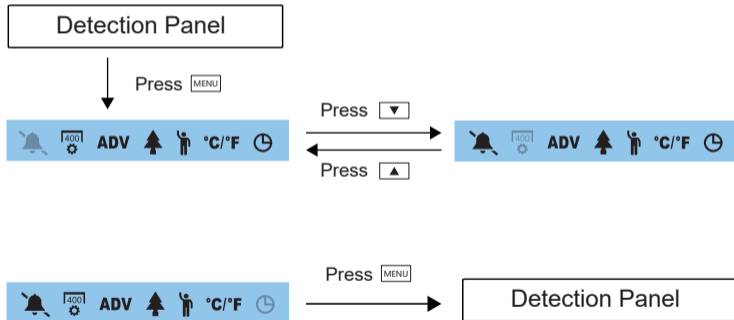 Detection Panel
Press MENU
Press ▼
400 ADV °C/°F
400 ADV °C/°F
Press ▲
Press MENU
400 ADV °C/°F
Detection Panel